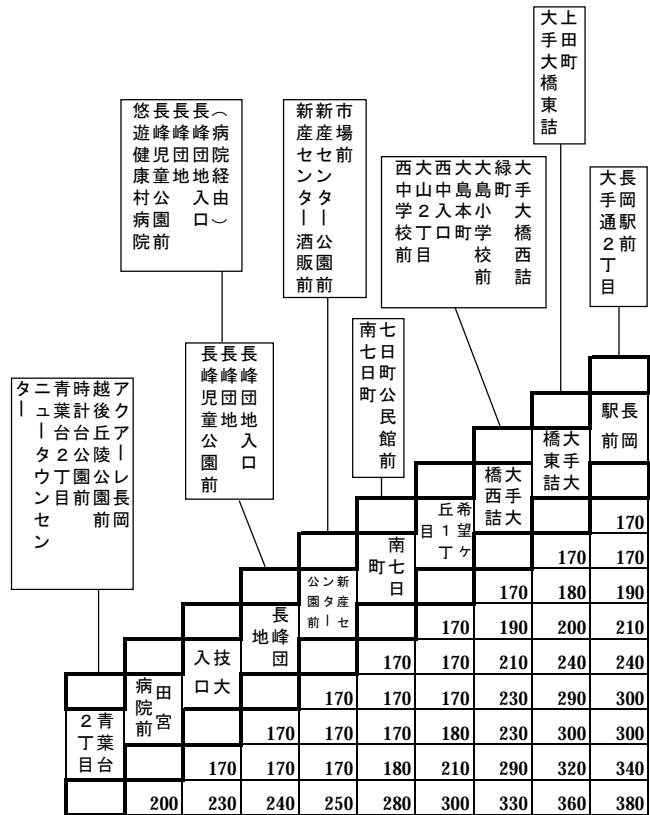 上田町
大手大橋東詰
長岡駅前
大手通２丁目
大手大橋西詰
緑町
大島小学校前
大島本町
西中入口
大山２丁目
西中学校前
市場前
新産センター公園前
新産センター酒販前
（病院経由）
長峰団地入口
長峰団地
長峰児童公園前
悠遊健康村病院
七日町公民館前
南七日町
長峰団地入口
長峰団地
長峰児童公園前
アクアーレ長岡
越後丘陵公園前
時計台公園前
青葉台２丁目
ニュータウンセン
ター
長岡
駅前
大手大
橋東詰
大手大
橋西詰
希望ケ
丘１丁
目
南七日
町
新産セ
ンター
公園前
長峰団
地
技大
入口
田宮
病院前
青葉台
２丁目
170
170 170
170 180 190
170 190 200 210
170 170 210 240 240
170 170 170 230 290 300
170 170 170 180 230 300 300
170 170 170 180 210 290 320 340
200 230 240 250 280 300 330 360 380